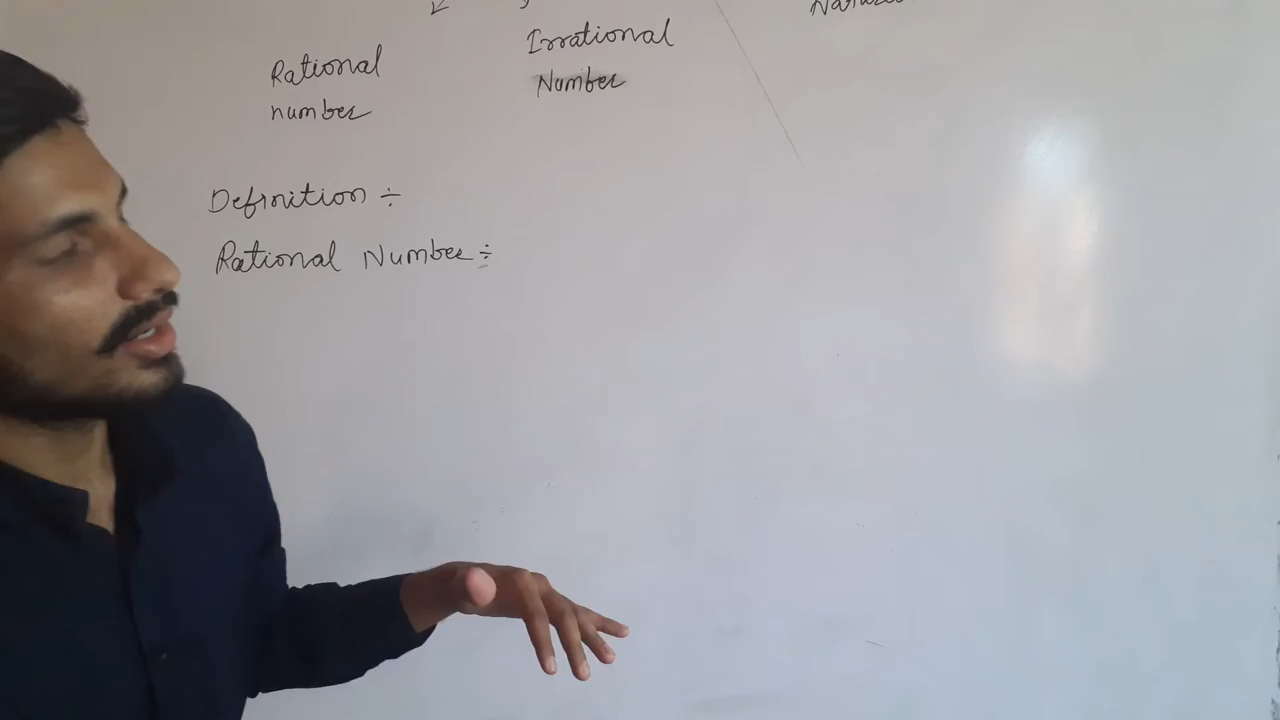 Rational
number
Irrational
Number
Definition ÷
Rational Number ÷